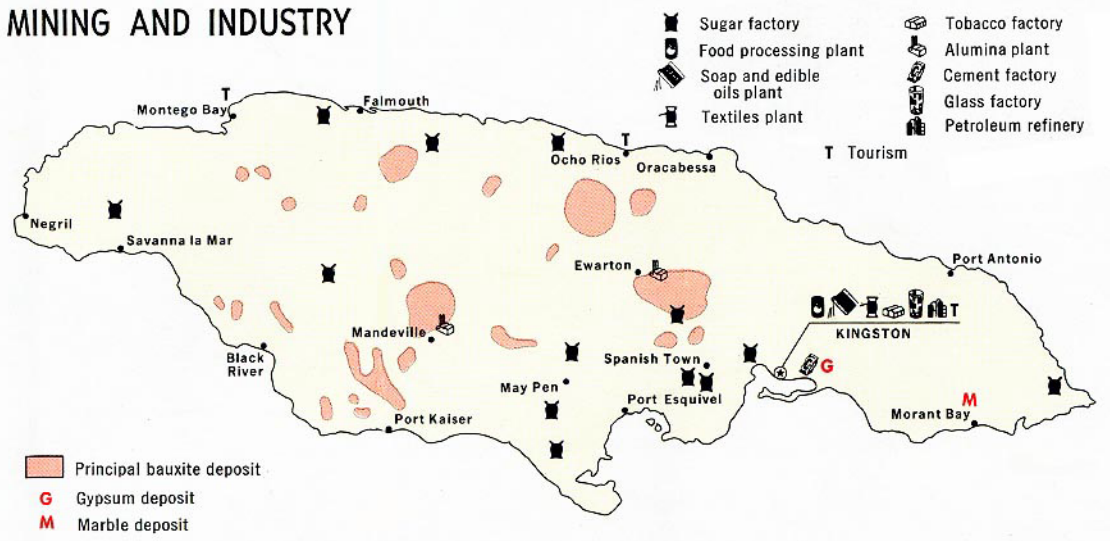 MINING AND INDUSTRY
Sugar factory
Food processing plant
Soap and edible
oils plant
Textiles plant
Tobacco factory
Alumina plant
Cement factory
Glass factory
Petroleum refinery
T Tourism
T
Montego Bay
Falmouth
T
Ocho Rios
Oracabessa
Negril
Savanna la Mar
Ewarton
Port Antonio
T
KINGSTON
Mandeville
Black
River
Spanish Town
G
May Pen
Port Esquivel
M
Morant Bay
Port Kaiser
Principal bauxite deposit
G Gypsum deposit
M Marble deposit